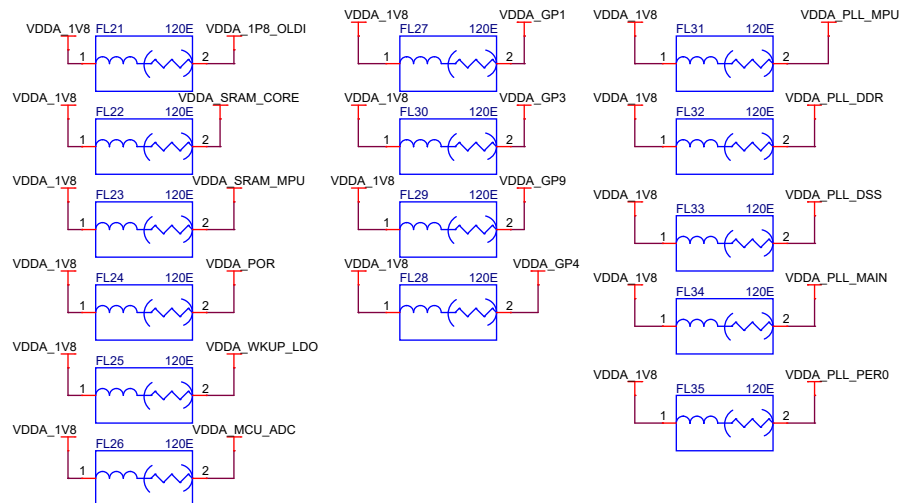 VDDA_1V8 FL21 120E VDDA_1P8_OLDI
1 2
VDDA_1V8 FL22 120E VDDA_SRAM_CORE
1 2
VDDA_1V8 FL23 120E VDDA_SRAM_MPU
1 2
VDDA_1V8 FL24 120E VDDA_POR
1 2
VDDA_1V8 FL25 120E VDDA_WKUP_LDO
1 2
VDDA_1V8 FL26 120E VDDA_MCU_ADC
1 2
VDDA_1V8 FL27 120E VDDA_GP1
1 2
VDDA_1V8 FL30 120E VDDA_GP3
1 2
VDDA_1V8 FL29 120E VDDA_GP9
1 2
VDDA_1V8 FL28 120E VDDA_GP4
1 2
VDDA_1V8 FL31 120E VDDA_PLL_MPU
1 2
VDDA_1V8 FL32 120E VDDA_PLL_DDR
1 2
VDDA_1V8 FL33 120E VDDA_PLL_DSS
1 2
VDDA_1V8 FL34 120E VDDA_PLL_MAIN
1 2
VDDA_1V8 FL35 120E VDDA_PLL_PER0
1 2